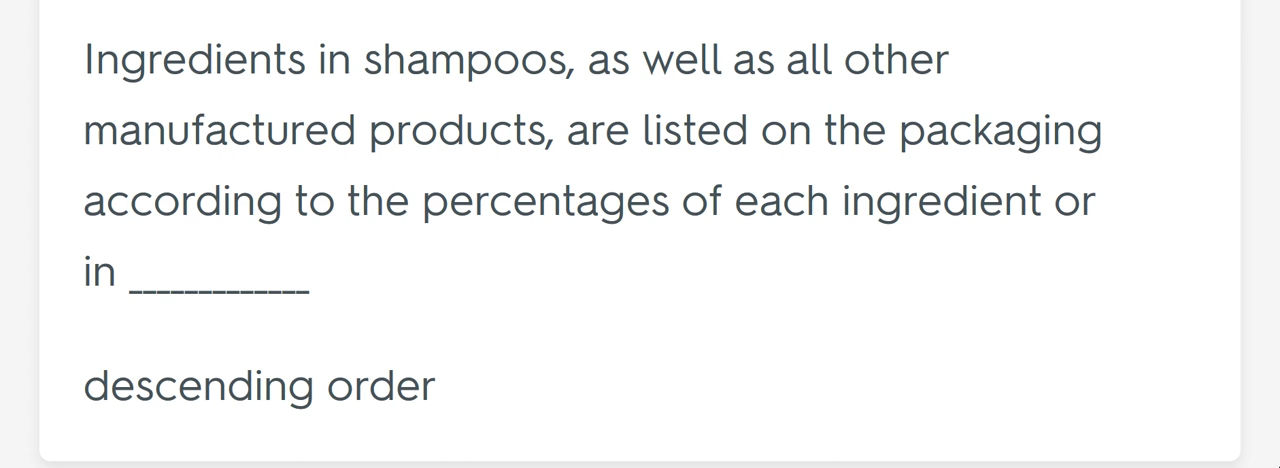 Ingredients in shampoos, as well as all other
manufactured products, are listed on the packaging
according to the percentages of each ingredient or
in _____________
descending order